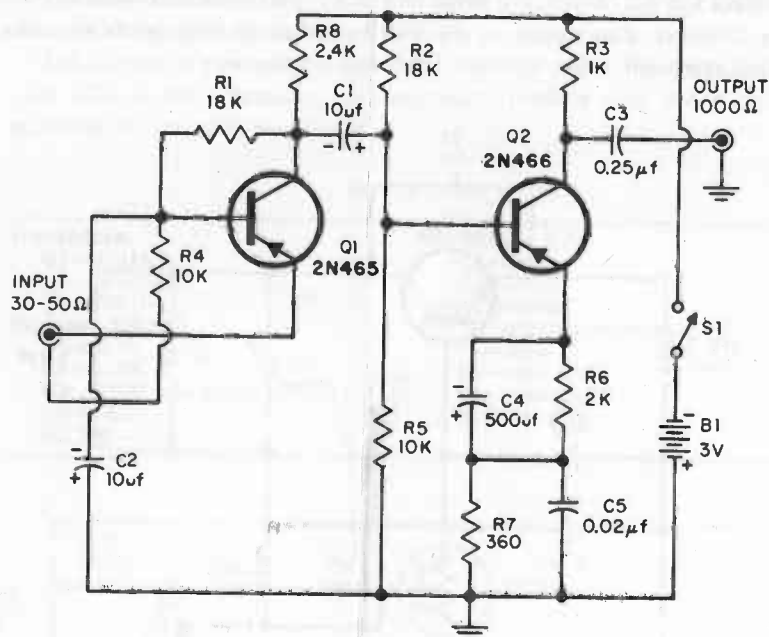 R8
2.4K
R2
18K
R3
1K
R1
18K
C1
10uf
- +
OUTPUT
1000Ω
C3
0.25µf
Q2
2N466
Q1
2N465
R4
10K
INPUT
30-50Ω
S1
-
C4
+ 500uf
R6
2K
B1
3V
-
+
R5
10K
-
+
C2
10uf
R7
360
C5
0.02µf